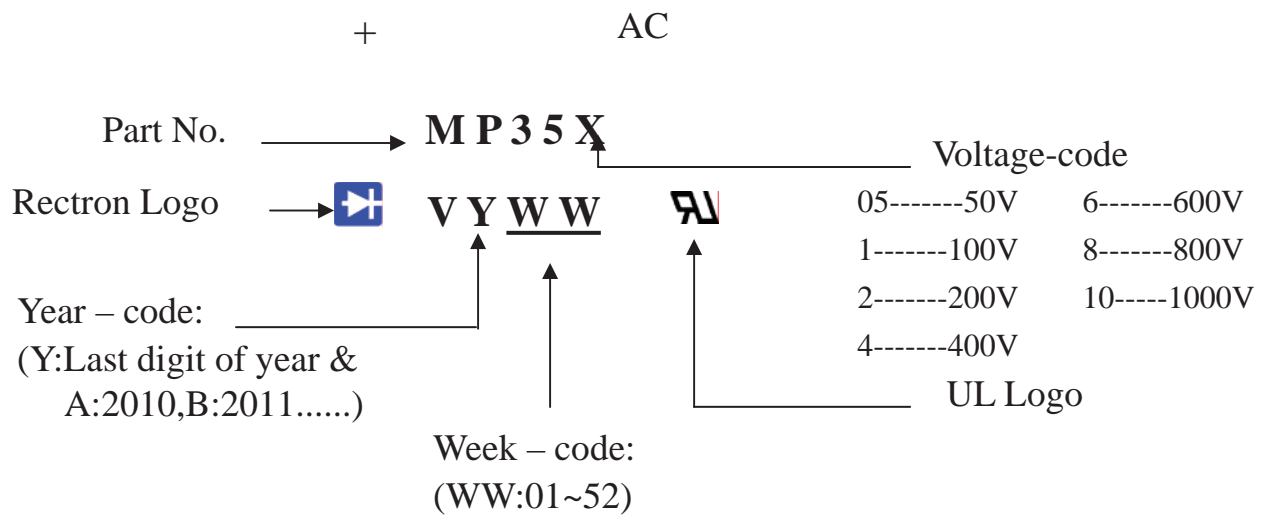 + AC
Part No. M P 3 5 X
Voltage-code
Rectron Logo V Y W W
05-------50V 6-------600V
1-------100V 8-------800V
2-------200V 10-----1000V
4-------400V
Year – code:
(Y:Last digit of year &
A:2010,B:2011......)
UL Logo
Week – code:
(WW:01~52)